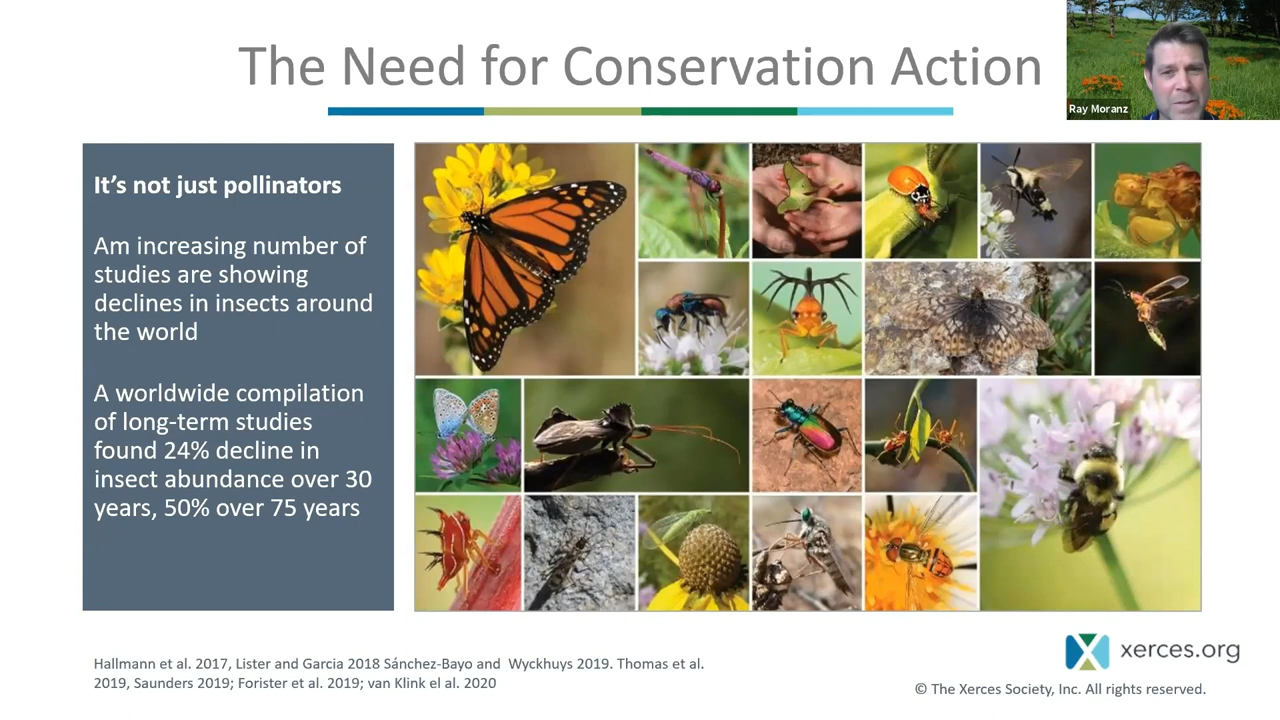 The Need for Conservation Action
Ray Moranz
It's not just pollinators
Am increasing number of
studies are showing
declines in insects around
the world
A worldwide compilation
of long-term studies
found 24% decline in
insect abundance over 30
years, 50% over 75 years
Hallmann et al. 2017, Lister and Garcia 2018 Sánchez-Bayo and Wyckhuys 2019. Thomas et al.
2019, Saunders 2019; Forister et al. 2019; van Klink el al. 2020
xerces.org
© The Xerces Society, Inc. All rights reserved.